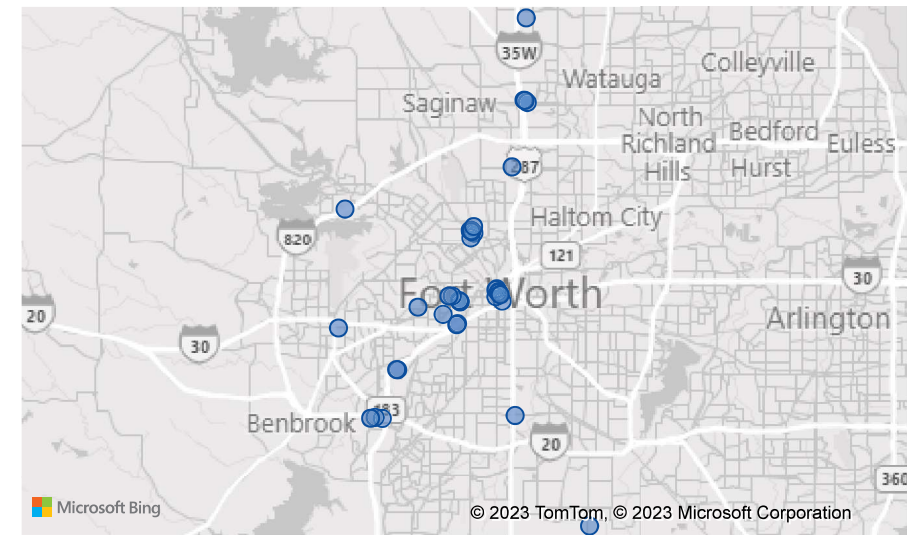 35W
Watauga
Colleyville
Saginaw
North
Richland
Hills
Bedford
Euless
Hurst
287
Haltom City
820
121
Fort Worth
30
20
Arlington
30
183
Benbrook
20
360
Microsoft Bing
© 2023 TomTom, © 2023 Microsoft Corporation